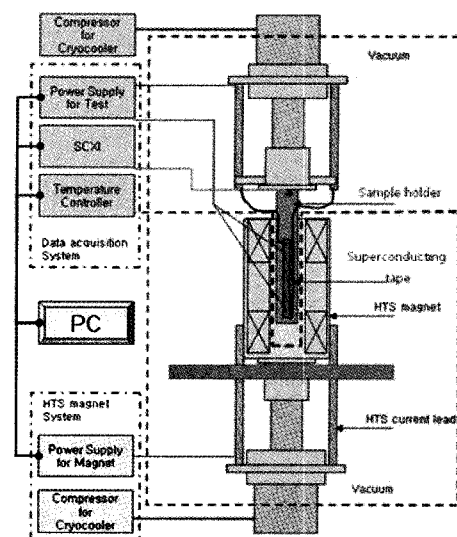 Compressor
for
Cryocooler
Vacuum
Power Supply
for Test
SCXI
Temperature
Controller
Data acquisition
System
Sample holder
Superconducting
tape
HTS magnet
PC
HTS magnet
System
HTS current lead
Power Supply
for Magnet
Vacuum
Compressor
for
Cryocooler